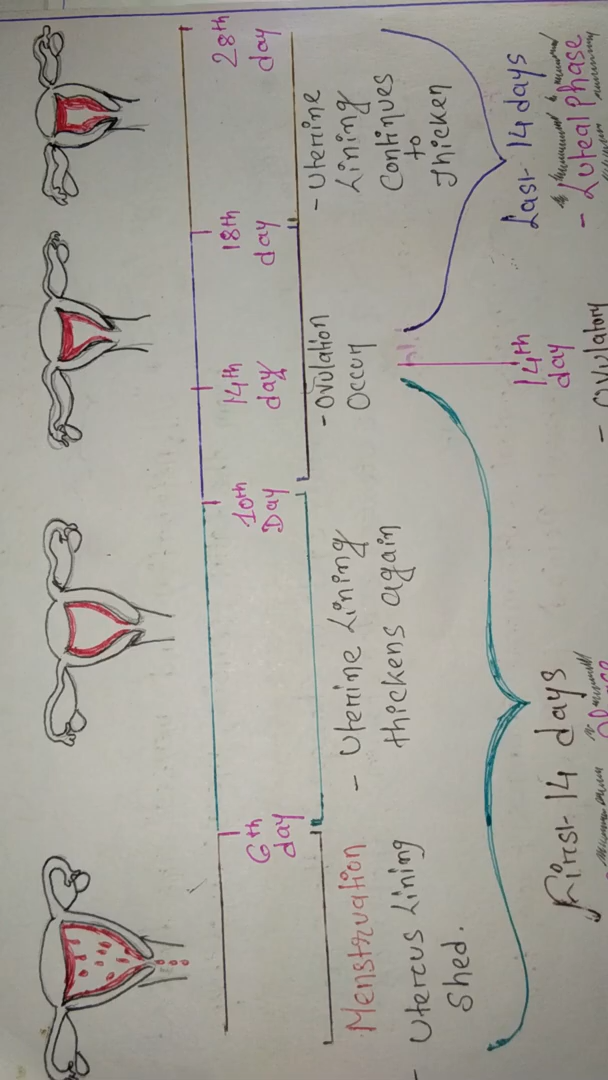 6th
day
10th
Day
14th
day
18th
day
28th
day
Menstruation
- Uterus Lining
Shed.
- Uterine Lining
thickens again
- Ovulation
Occur
- Uterine
Lining
Continues
to
Thicken
First 14 days
14th
day
- Ovulatory
Last 14 days
- Luteal Phase